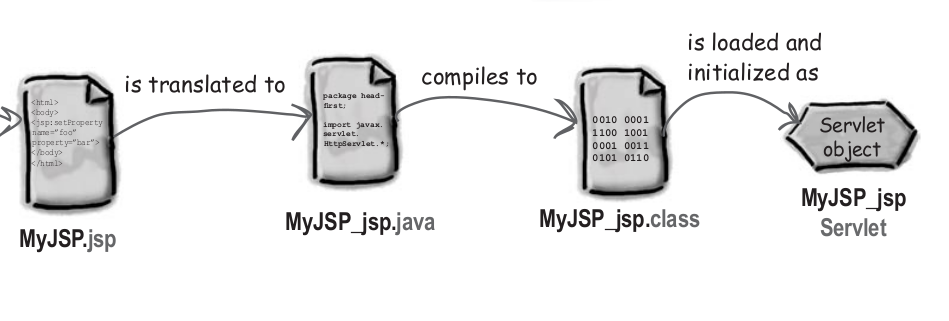 is loaded and
initialized as
is translated to
compiles to
<html>
<body>
<jsp:setProperty
name="foo"
property="bar">
</body>
</html>
package head-
first;
import javax.
servlet.
HttpServlet.*;
0010 0001
1100 1001
0001 0011
0101 0110
Servlet
object
MyJSP.jsp
MyJSP_jsp.java
MyJSP_jsp.class
MyJSP_jsp
Servlet